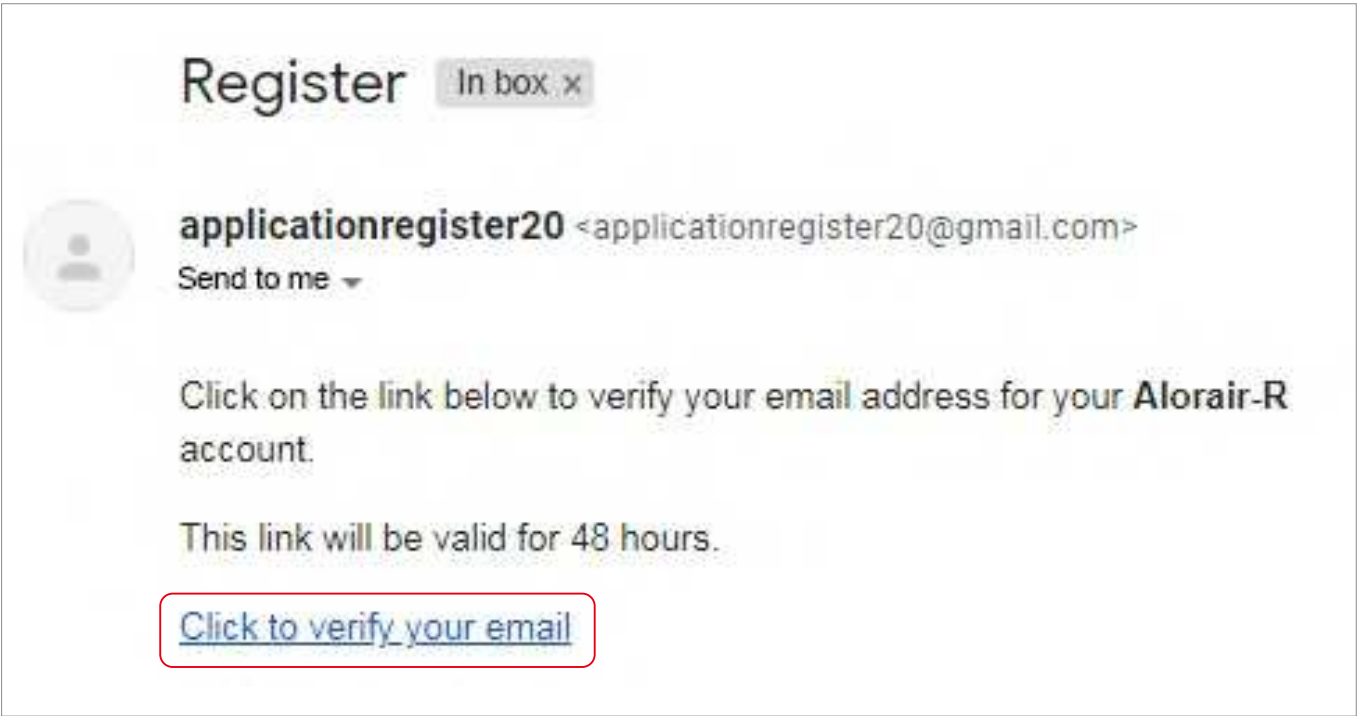 Register In box ×
applicationregister20 <applicationregister20@gmail.com>
Send to me
Click on the link below to verify your email address for your Alorair-R
account.
This link will be valid for 48 hours.
Click to verify your email